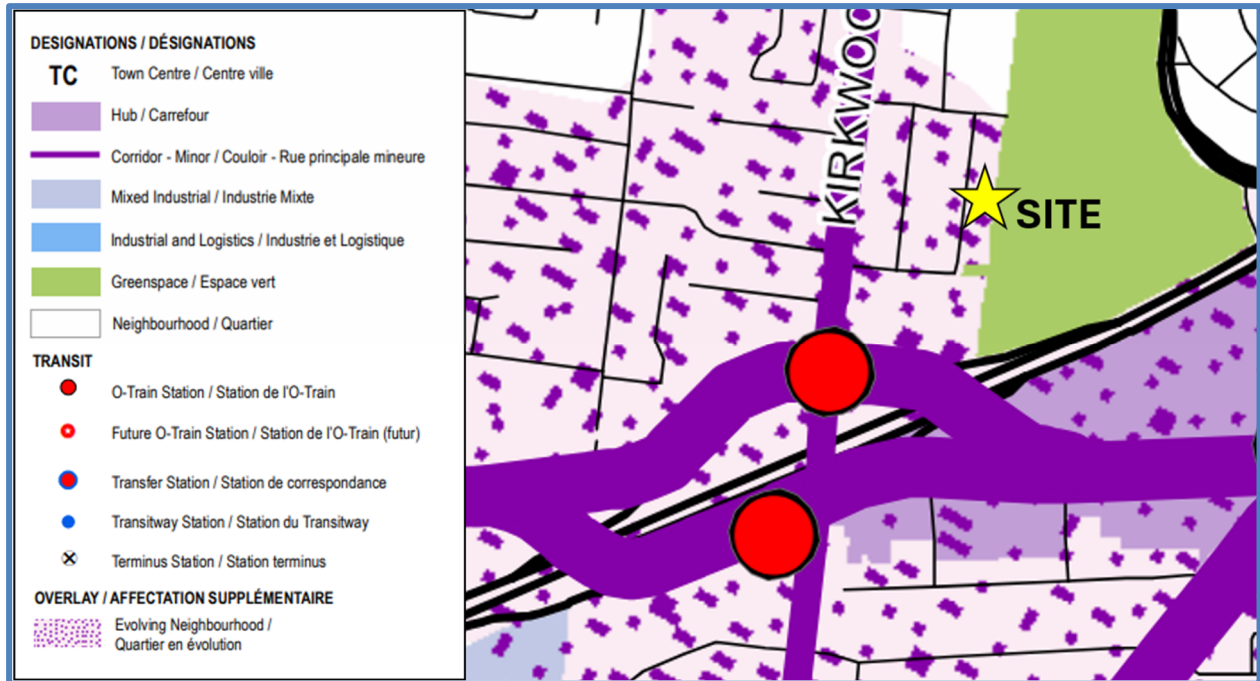 DESIGNATIONS / DÉSIGNATIONS
TC Town Centre / Centre ville
Hub / Carrefour
Corridor - Minor / Couloir - Rue principale mineure
Mixed Industrial / Industrie Mixte
Industrial and Logistics / Industrie et Logistique
Greenspace / Espace vert
Neighbourhood / Quartier
TRANSIT
O-Train Station / Station de l'O-Train
Future O-Train Station / Station de l'O-Train (futur)
Transfer Station / Station de correspondance
Transitway Station / Station du Transitway
Terminus Station / Station terminus
OVERLAY / AFFECTATION SUPPLÉMENTAIRE
Evolving Neighbourhood /
Quartier en évolution
KIRKWOO
SITE